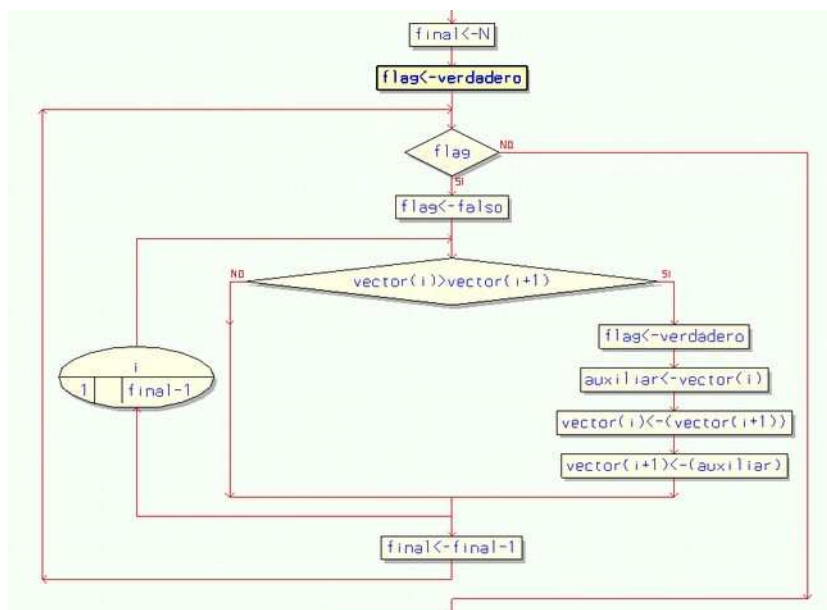 final<-N
flag<-verdadero
flag
NO
SI
flag<-falso
NO
SI
vector(i)>vector(i+1)
flag<-verdadero
i
1
final-1
auxiliar<-vector(i)
vector(i)<-(vector(i+1))
vector(i+1)<-(auxiliar)
final<-final-1